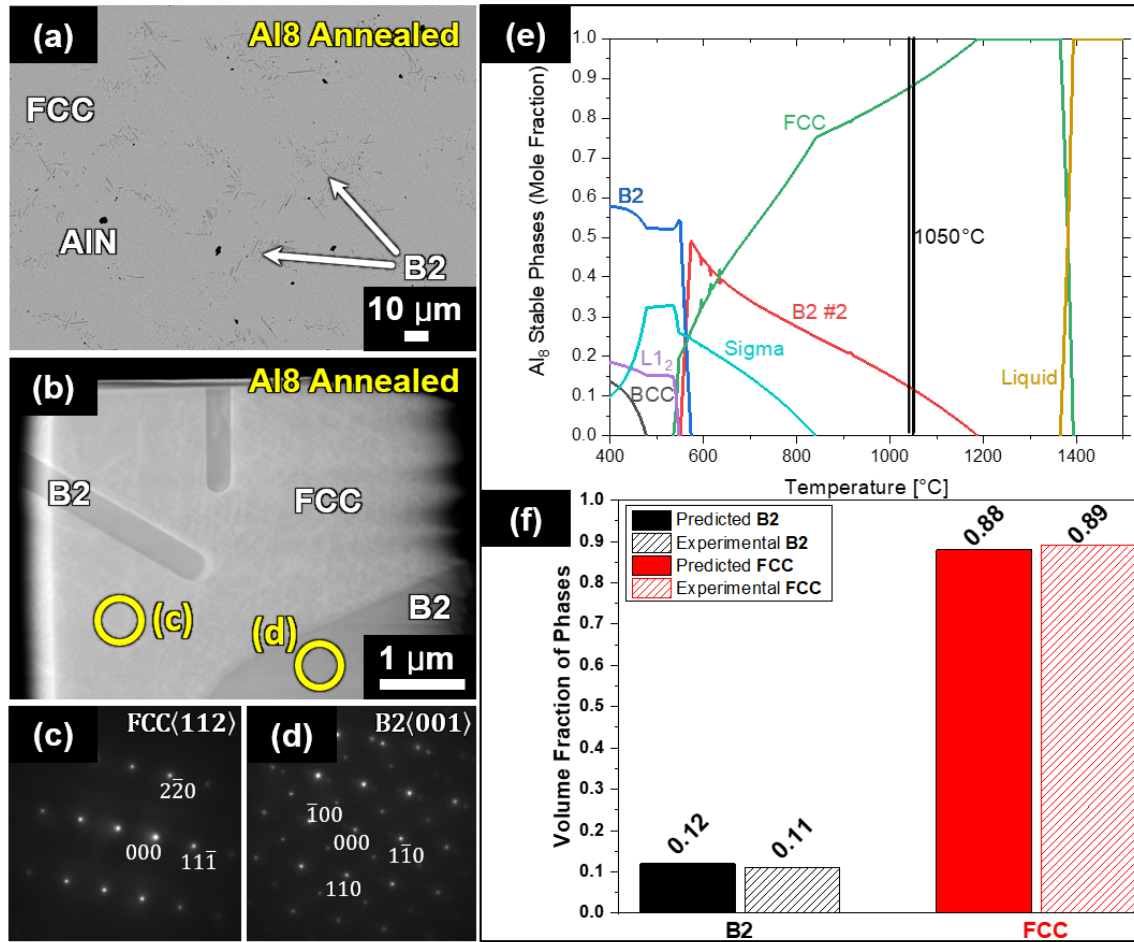 (a)
Al8 Annealed
FCC
AlN
B2
10 μm
(b)
Al8 Annealed
B2
FCC
B2
(c)
(d)
1 μm
(c)
FCC⟨112⟩
22̅0
000
111̅
(d)
B2⟨001⟩
1̅00
000
11̅0
110
(e)
Al₈ Stable Phases (Mole Fraction)
1.0
0.9
0.8
0.7
0.6
0.5
0.4
0.3
0.2
0.1
0.0
FCC
B2
1050°C
B2 #2
Sigma
L1₂
BCC
Liquid
400 600 800 1000 1200 1400
Temperature [°C]
(f)
Volume Fraction of Phases
1.0
0.9
0.8
0.7
0.6
0.5
0.4
0.3
0.2
0.1
0.0
Predicted B2
Experimental B2
Predicted FCC
Experimental FCC
0.12
0.11
0.88
0.89
B2 FCC